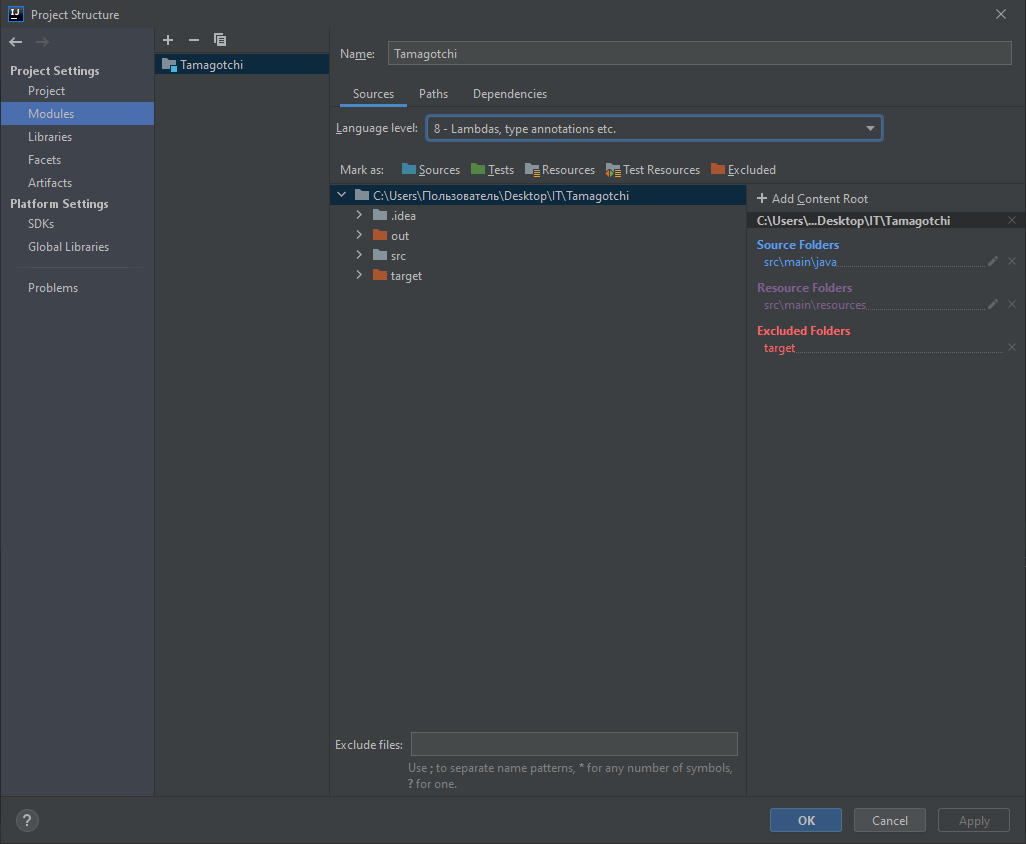 IJ Project Structure
Project Settings
Project
Modules
Libraries
Facets
Artifacts
Platform Settings
SDKs
Global Libraries
Problems
Tamagotchi
Name: Tamagotchi
Sources Paths Dependencies
Language level: 8 - Lambdas, type annotations etc.
Mark as: Sources Tests Resources Test Resources Excluded
C:\Users\Пользователь\Desktop\IT\Tamagotchi
.idea
out
src
target
+ Add Content Root
C:\Users\...Desktop\IT\Tamagotchi
Source Folders
src\main\java
Resource Folders
src\main\resources
Excluded Folders
target
Exclude files:
Use ; to separate name patterns, * for any number of symbols,
? for one.
? OK Cancel Apply